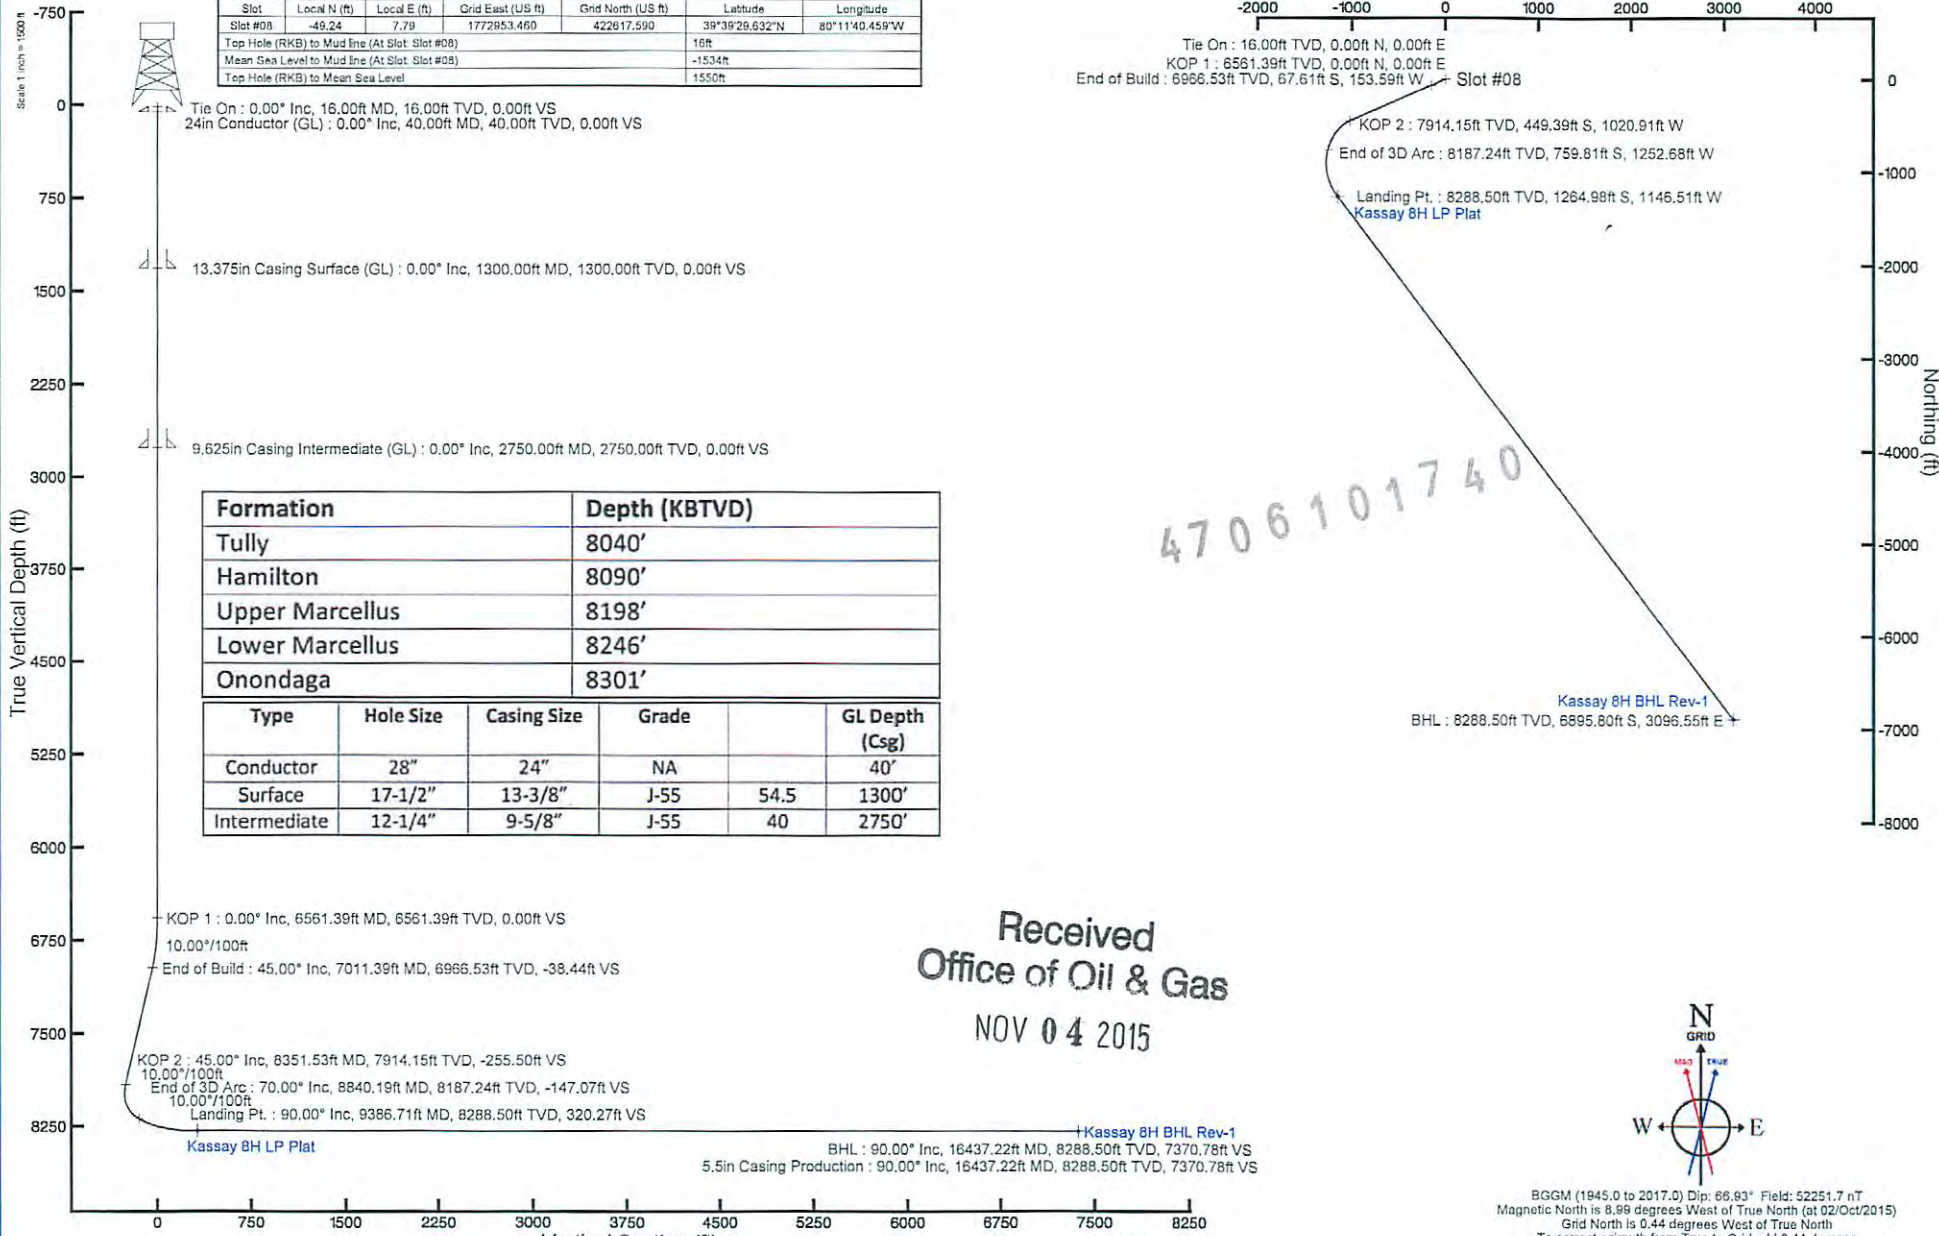 Slot Local N (ft) Local E (ft) Grid East (US ft) Grid North (US ft) Latitude Longitude
Slot #08 -49.24 7.79 1772953.460 422617.590 39°39'29.632"N 80°11'40.459"W
Top Hole (RKB) to Mud line (At Slot: Slot #08) 16ft
Mean Sea Level to Mud line (At Slot: Slot #08) -1534ft
Top Hole (RKB) to Mean Sea Level 1550ft
Scale 1 inch = 1500 ft
True Vertical Depth (ft)
-750
0
750
1500
2250
3000
3750
4500
5250
6000
6750
7500
8250
Tie On : 0.00° Inc, 16.00ft MD, 16.00ft TVD, 0.00ft VS
24in Conductor (GL) : 0.00° Inc, 40.00ft MD, 40.00ft TVD, 0.00ft VS
13.375in Casing Surface (GL) : 0.00° Inc, 1300.00ft MD, 1300.00ft TVD, 0.00ft VS
9.625in Casing Intermediate (GL) : 0.00° Inc, 2750.00ft MD, 2750.00ft TVD, 0.00ft VS
Formation Depth (KBTVD)
Tully 8040'
Hamilton 8090'
Upper Marcellus 8198'
Lower Marcellus 8246'
Onondaga 8301'
Type Hole Size Casing Size Grade GL Depth
(Csg)
Conductor 28" 24" NA 40'
Surface 17-1/2" 13-3/8" J-55 54.5 1300'
Intermediate 12-1/4" 9-5/8" J-55 40 2750'
KOP 1 : 0.00° Inc, 6561.39ft MD, 6561.39ft TVD, 0.00ft VS
10.00°/100ft
End of Build : 45.00° Inc, 7011.39ft MD, 6966.53ft TVD, -38.44ft VS
KOP 2 : 45.00° Inc, 8351.53ft MD, 7914.15ft TVD, -255.50ft VS
10.00°/100ft
End of 3D Arc : 70.00° Inc, 8840.19ft MD, 8187.24ft TVD, -147.07ft VS
10.00°/100ft
Landing Pt. : 90.00° Inc, 9386.71ft MD, 8288.50ft TVD, 320.27ft VS
Kassay 8H LP Plat
Kassay 8H BHL Rev-1
BHL : 90.00° Inc, 16437.22ft MD, 8288.50ft TVD, 7370.78ft VS
5.5in Casing Production : 90.00° Inc, 16437.22ft MD, 8288.50ft TVD, 7370.78ft VS
0 750 1500 2250 3000 3750 4500 5250 6000 6750 7500 8250
-2000 -1000 0 1000 2000 3000 4000
Tie On : 16.00ft TVD, 0.00ft N, 0.00ft E
KOP 1 : 6561.39ft TVD, 0.00ft N, 0.00ft E
End of Build : 6966.53ft TVD, 67.61ft S, 153.59ft W
Slot #08
KOP 2 : 7914.15ft TVD, 449.39ft S, 1020.91ft W
End of 3D Arc : 8187.24ft TVD, 759.81ft S, 1252.68ft W
Landing Pt. : 8288.50ft TVD, 1264.98ft S, 1146.51ft W
Kassay 8H LP Plat
4706101740
Kassay 8H BHL Rev-1
BHL : 8288.50ft TVD, 6895.80ft S, 3096.55ft E
0
-1000
-2000
-3000
-4000
-5000
-6000
-7000
-8000
Northing (ft)
Received
Office of Oil & Gas
NOV 04 2015
N
GRID
MAG TRUE
W E
BGGM (1945.0 to 2017.0) Dip: 66.93° Field: 52251.7 nT
Magnetic North is 8.99 degrees West of True North (at 02/Oct/2015)
Grid North is 0.44 degrees West of True North